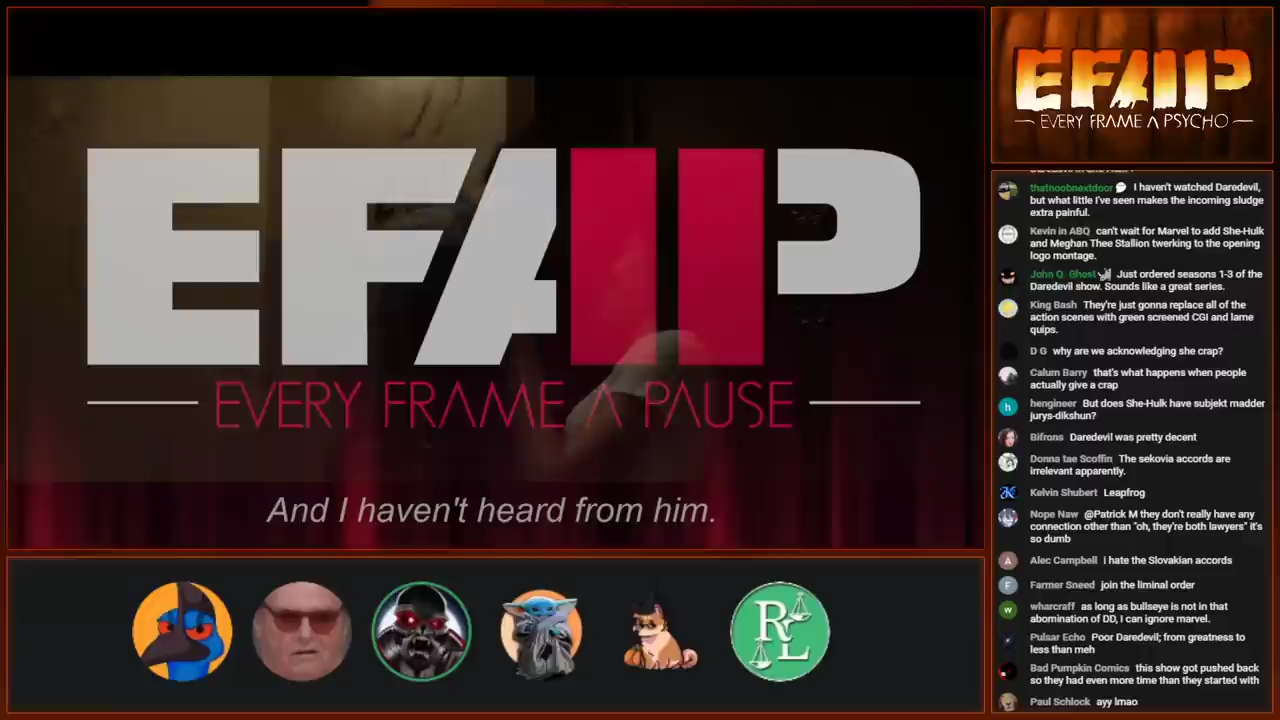 EFAP
EVERY FRAME A PAUSE
And I haven't heard from him.
RL
EFAP
EVERY FRAME A PSYCHO
thatnoobnextdoor I haven't watched Daredevil,
but what little I've seen makes the incoming sludge
extra painful.
Kevin in ABQ can't wait for Marvel to add She-Hulk
and Meghan Thee Stallion twerking to the opening
logo montage.
John Q. Ghost Just ordered seasons 1-3 of the
Daredevil show. Sounds like a great series.
King Bash They're just gonna replace all of the
action scenes with green screened CGI and lame
quips.
D G why are we acknowledging she crap?
Calum Barry that's what happens when people
actually give a crap
hengineer But does She-Hulk have subjekt madder
jurys-dikshun?
Bifrons Daredevil was pretty decent
Donna tae Scoffin The sekovia accords are
irrelevant apparently.
Kelvin Shubert Leapfrog
Nope Naw @Patrick M they don't really have any
connection other than "oh, they're both lawyers" it's
so dumb
A
Alec Campbell i hate the Slovakian accords
F
Farmer Sneed join the liminal order
w
wharcraff as long as bullseye is not in that
abomination of DD, I can ignore marvel.
Pulsar Echo Poor Daredevil; from greatness to
less than meh
Bad Pumpkin Comics this show got pushed back
so they had even more time than they started with
Paul Schlock ayy lmao